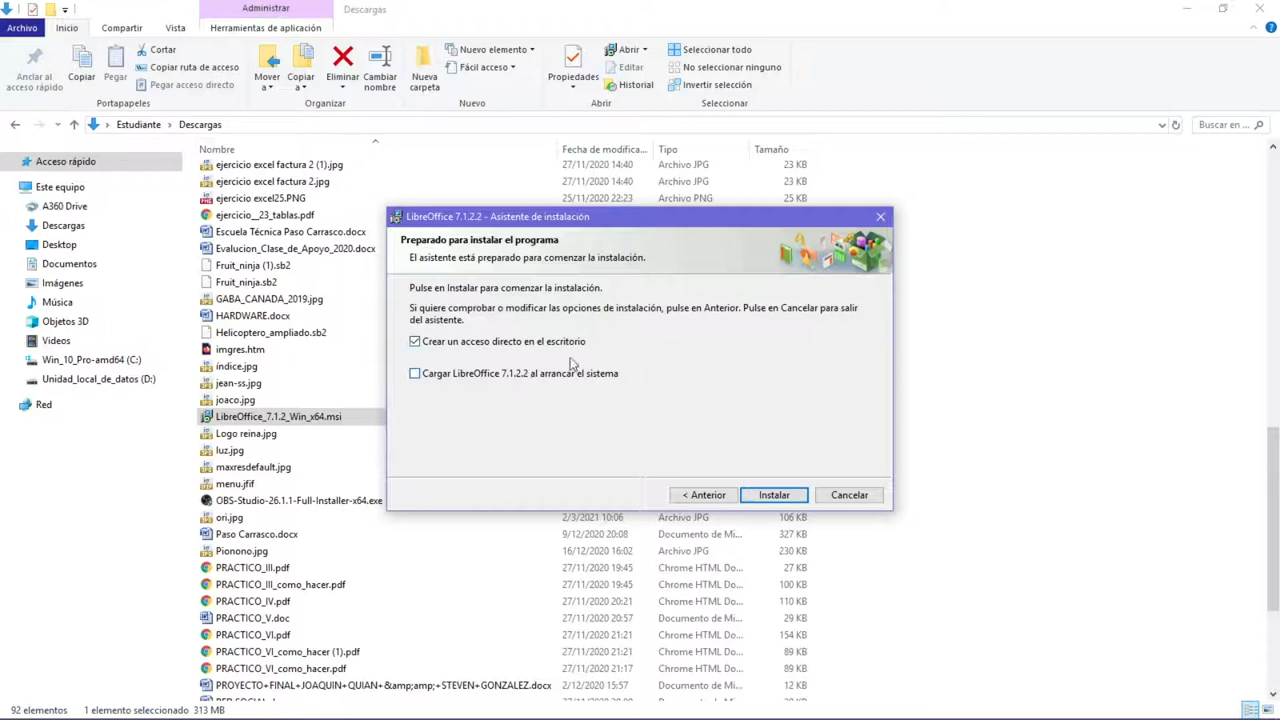 Administrar
Descargas
Archivo
Inicio
Compartir
Vista
Herramientas de aplicación
Anclar al
acceso rápido
Copiar
Pegar
Cortar
Copiar ruta de acceso
Pegar acceso directo
Portapapeles
Mover
a
Copiar
a
Eliminar
Cambiar
nombre
Organizar
Nueva
carpeta
Nuevo elemento
Fácil acceso
Nuevo
Propiedades
Abrir
Editar
Historial
Abrir
Seleccionar todo
No seleccionar ninguno
Invertir selección
Seleccionar
Estudiante
Descargas
Buscar en ...
Acceso rápido
Este equipo
A360 Drive
Descargas
Desktop
Documentos
Imágenes
Música
Objetos 3D
Videos
Win_10_Pro-amd64 (C:)
Unidad_local_de_datos (D:)
Red
Nombre Fecha de modifica... Tipo Tamaño
ejercicio excel factura 2 (1).jpg 27/11/2020 14:40 Archivo JPG 23 KB
ejercicio excel factura 2.jpg 27/11/2020 14:40 Archivo JPG 23 KB
ejercicio excel25.PNG 25/11/2020 22:23 Archivo PNG 25 KB
ejercicio__23_tablas.pdf
Escuela Técnica Paso Carrasco.docx
Evalucion_Clase_de_Apoyo_2020.docx
Fruit_ninja (1).sb2
Fruit_ninja.sb2
GABA_CANADA_2019.jpg
HARDWARE.docx
Helicoptero_ampliado.sb2
imgres.htm
índice.jpg
jean-ss.jpg
joaco.jpg
LibreOffice_7.1.2_Win_x64.msi
Logo reina.jpg
luz.jpg
maxresdefault.jpg
menu.jfif
OBS-Studio-26.1.1-Full-Installer-x64.exe
ori.jpg 2/3/2021 10:06 Archivo JPG 106 KB
Paso Carrasco.docx 9/12/2020 20:08 Documento de Mi... 327 KB
Pionono.jpg 16/12/2020 16:02 Archivo JPG 230 KB
PRACTICO_III.pdf 27/11/2020 19:45 Chrome HTML Do... 27 KB
PRACTICO_III_como_hacer.pdf 27/11/2020 19:45 Chrome HTML Do... 100 KB
PRACTICO_IV.pdf 27/11/2020 20:21 Chrome HTML Do... 110 KB
PRACTICO_V.doc 27/11/2020 20:57 Documento de Mi... 29 KB
PRACTICO_VI.pdf 27/11/2020 21:21 Chrome HTML Do... 154 KB
PRACTICO_VI_como_hacer (1).pdf 27/11/2020 21:21 Chrome HTML Do... 89 KB
PRACTICO_VI_como_hacer.pdf 27/11/2020 21:17 Chrome HTML Do... 89 KB
PROYECTO+FINAL+JOAQUIN+QUIAN+&amp;amp;+STEVEN+GONZALEZ.docx 2/12/2020 15:57 Documento de Mi... 12 KB
LibreOffice 7.1.2.2 - Asistente de instalación
Preparado para instalar el programa
El asistente está preparado para comenzar la instalación.
Pulse en Instalar para comenzar la instalación.
Si quiere comprobar o modificar las opciones de instalación, pulse en Anterior. Pulse en Cancelar para salir
del asistente.
Crear un acceso directo en el escritorio
Cargar LibreOffice 7.1.2.2 al arrancar el sistema
< Anterior
Instalar
Cancelar
92 elementos 1 elemento seleccionado 313 MB